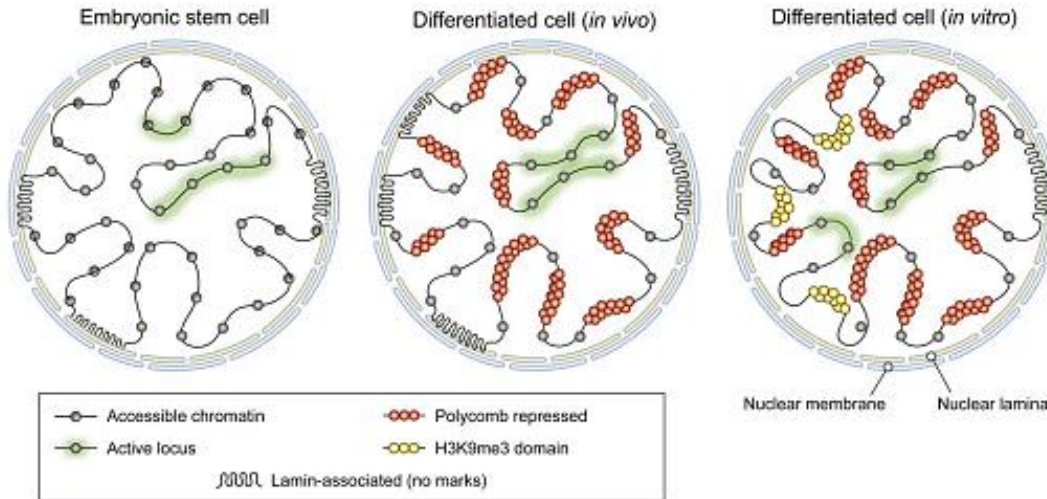 Embryonic stem cell
Differentiated cell (in vivo)
Differentiated cell (in vitro)
Nuclear membrane
Nuclear lamina
Accessible chromatin
Polycomb repressed
Active locus
H3K9me3 domain
Lamin-associated (no marks)